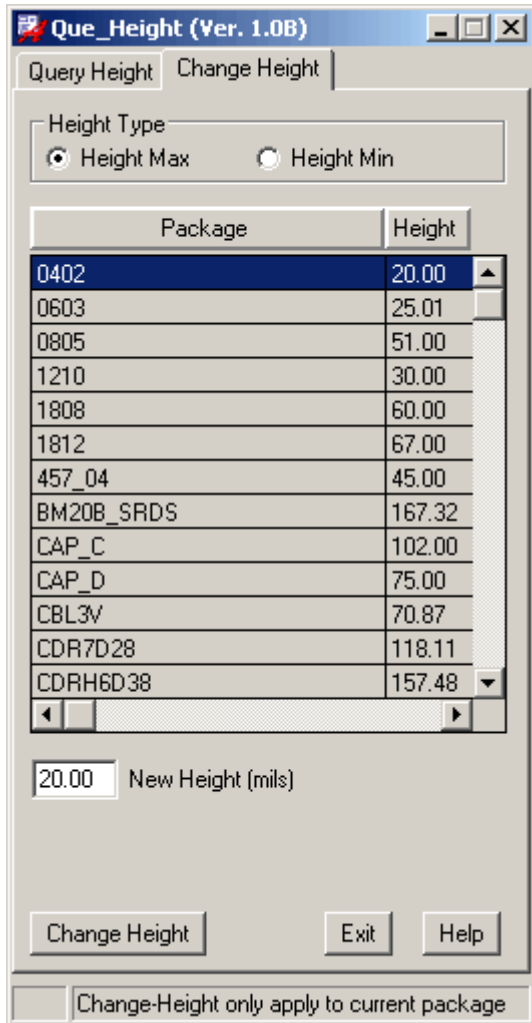 Que_Height (Ver. 1.0B)
Query Height Change Height
Height Type
Height Max Height Min
Package Height
0402 20.00
0603 25.01
0805 51.00
1210 30.00
1808 60.00
1812 67.00
457_04 45.00
BM20B_SRDS 167.32
CAP_C 102.00
CAP_D 75.00
CBL3V 70.87
CDR7D28 118.11
CDRH6D38 157.48
20.00 New Height (mils)
Change Height Exit Help
Change-Height only apply to current package